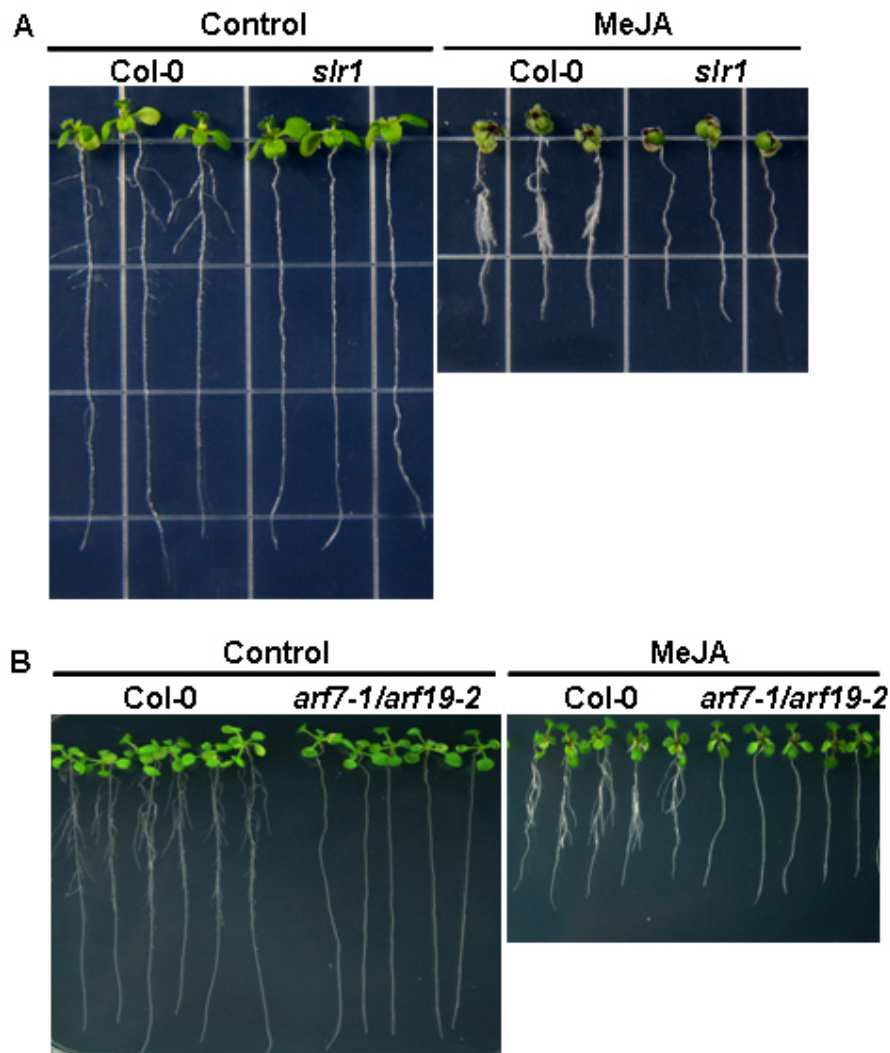 A
Control
MeJA
Col-0
slr1
Col-0
slr1
B
Control
MeJA
Col-0
arf7-1/arf19-2
Col-0
arf7-1/arf19-2